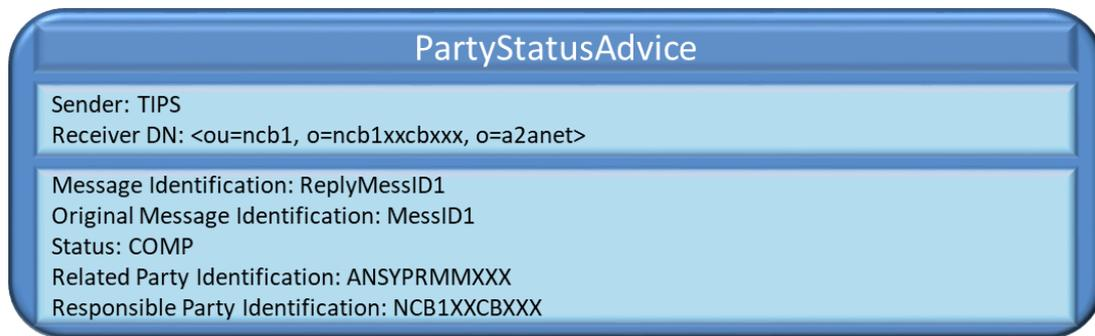 PartyStatusAdvice
Sender: TIPS
Receiver DN: <ou=ncb1, o=ncb1xxcbxxx, o=a2anet>
Message Identification: ReplyMessID1
Original Message Identification: MessID1
Status: COMP
Related Party Identification: ANSYPRMMXXX
Responsible Party Identification: NCB1XXCBXXX